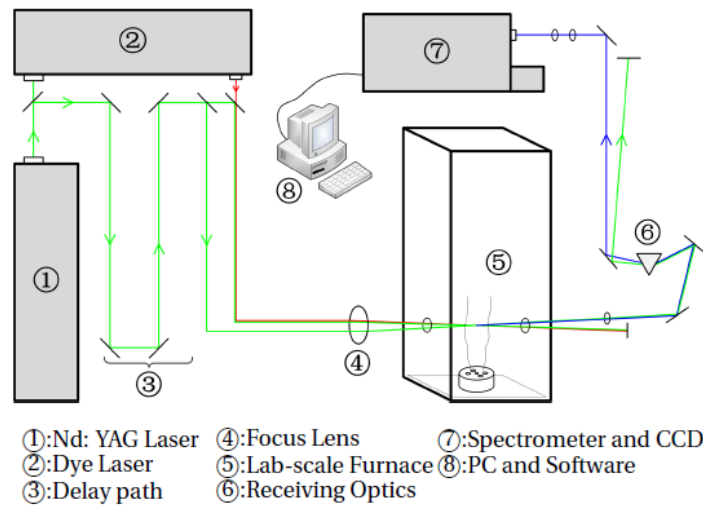 ②
⑦
⑧
⑥
①
⑤
④
③
①:Nd: YAG Laser ④:Focus Lens ⑦:Spectrometer and CCD
②:Dye Laser ⑤:Lab-scale Furnace ⑧:PC and Software
③:Delay path ⑥:Receiving Optics